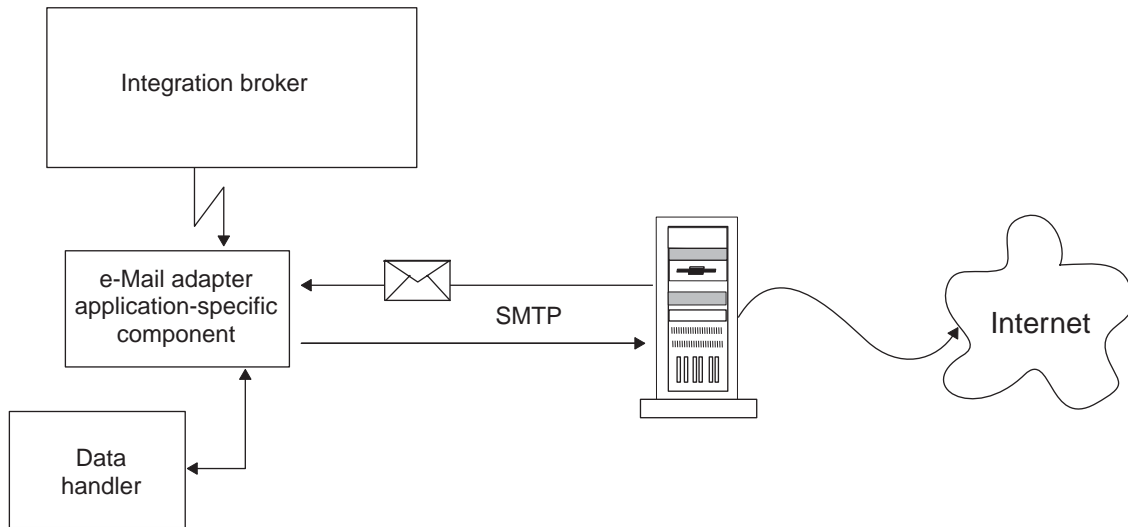 Integration broker
e-Mail adapter
application-specific
component
SMTP
Internet
Data
handler